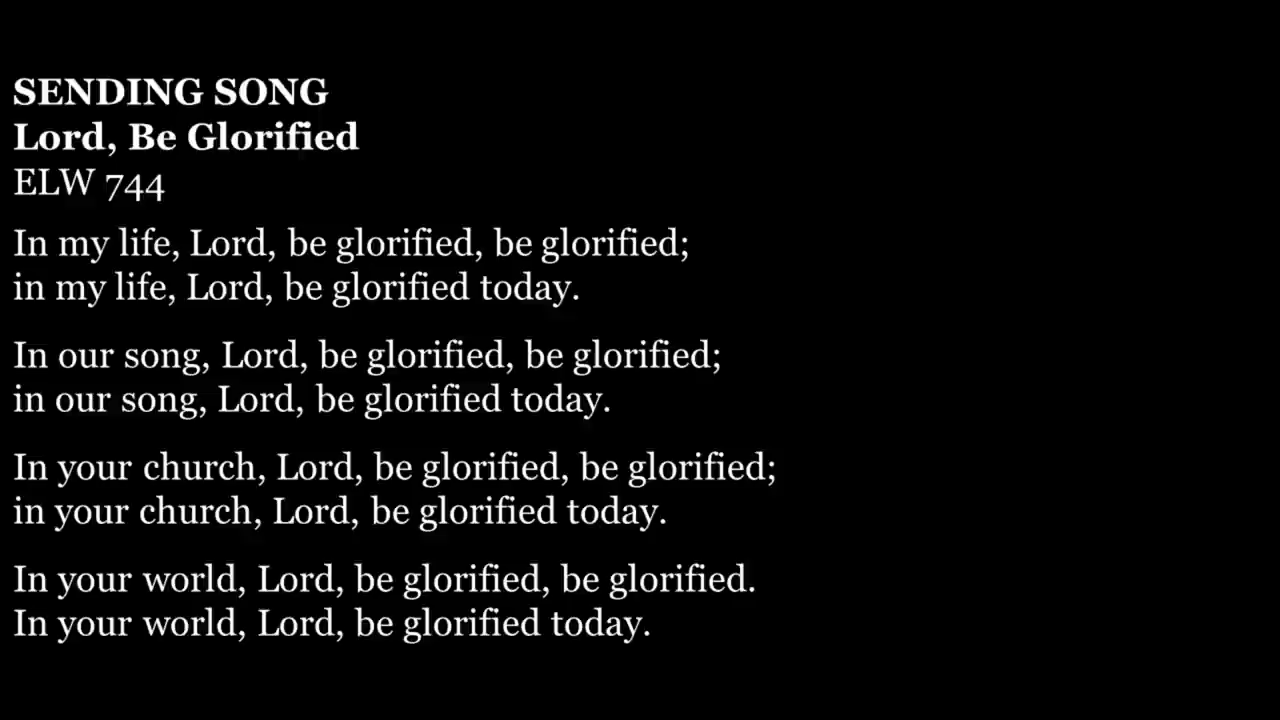 SENDING SONG
Lord, Be Glorified
ELW 744
In my life, Lord, be glorified, be glorified;
in my life, Lord, be glorified today.
In our song, Lord, be glorified, be glorified;
in our song, Lord, be glorified today.
In your church, Lord, be glorified, be glorified;
in your church, Lord, be glorified today.
In your world, Lord, be glorified, be glorified.
In your world, Lord, be glorified today.